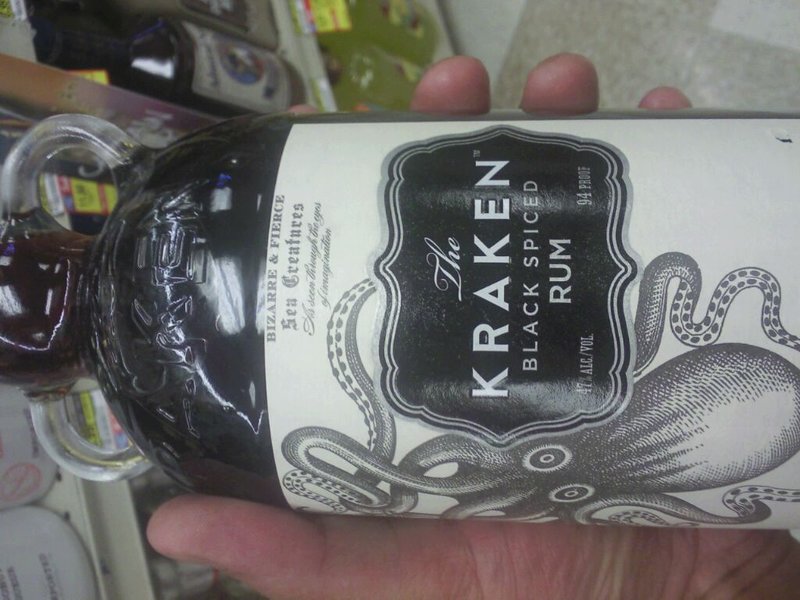 BIZARRE & FIERCE
Sea Creatures
As seen through the eyes
of imagination
The
KRAKEN™
BLACK SPICED
RUM
47% ALC/VOL 94 PROOF
KRAKEN